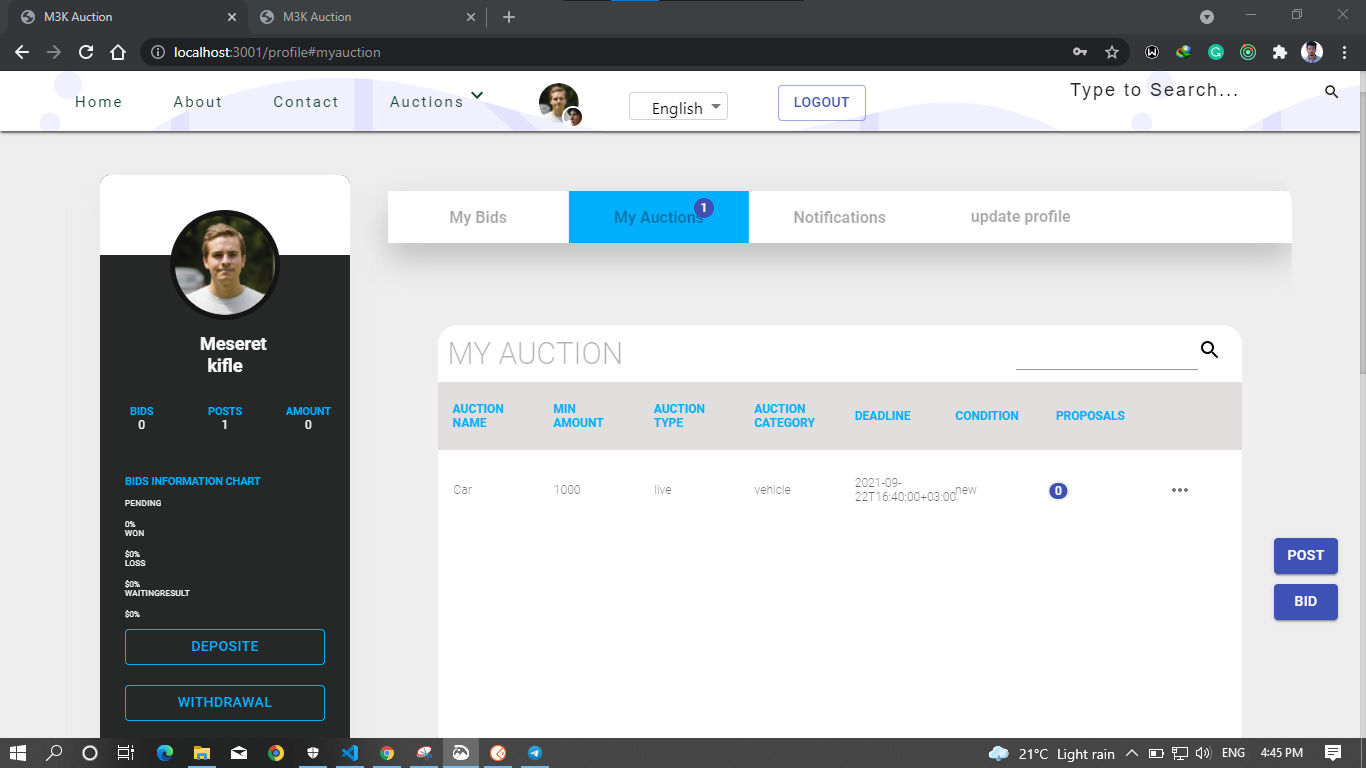 M3K Auction
M3K Auction
localhost:3001/profile#myauction
Home About Contact Auctions English LOGOUT Type to Search...
My Bids My Auctions 1 Notifications update profile
Meseret
kifle
BIDS POSTS AMOUNT
0 1 0
BIDS INFORMATION CHART
PENDING
0%
WON
$0%
LOSS
$0%
WAITINGRESULT
$0%
DEPOSITE
WITHDRAWAL
MY AUCTION
AUCTION NAME MIN AMOUNT AUCTION TYPE AUCTION CATEGORY DEADLINE CONDITION PROPOSALS
Car 1000 live vehicle 2021-09-22T16:40:00+03:00 new 0
POST
BID
21°C Light rain ENG 4:45 PM